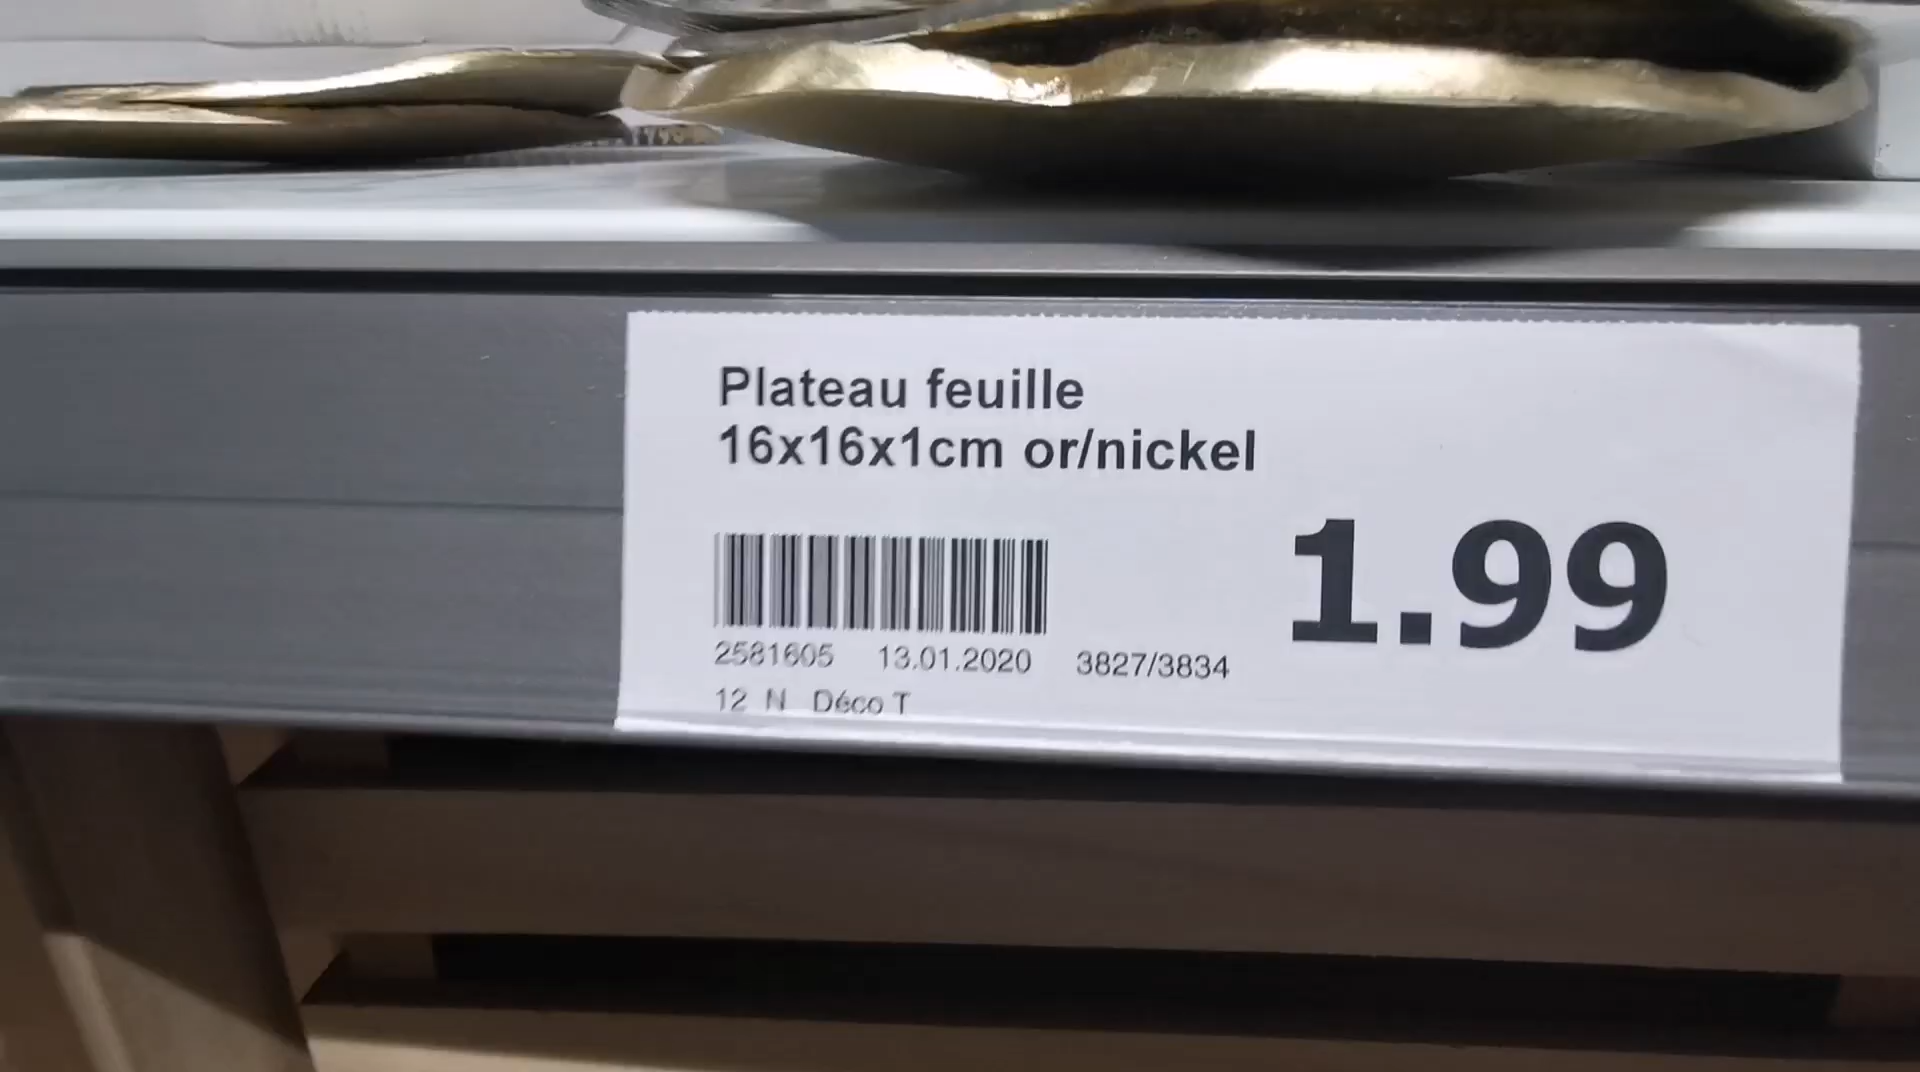 Plateau feuille
16x16x1cm or/nickel
1.99
2581605 13.01.2020 3827/3834
12 N Déco T